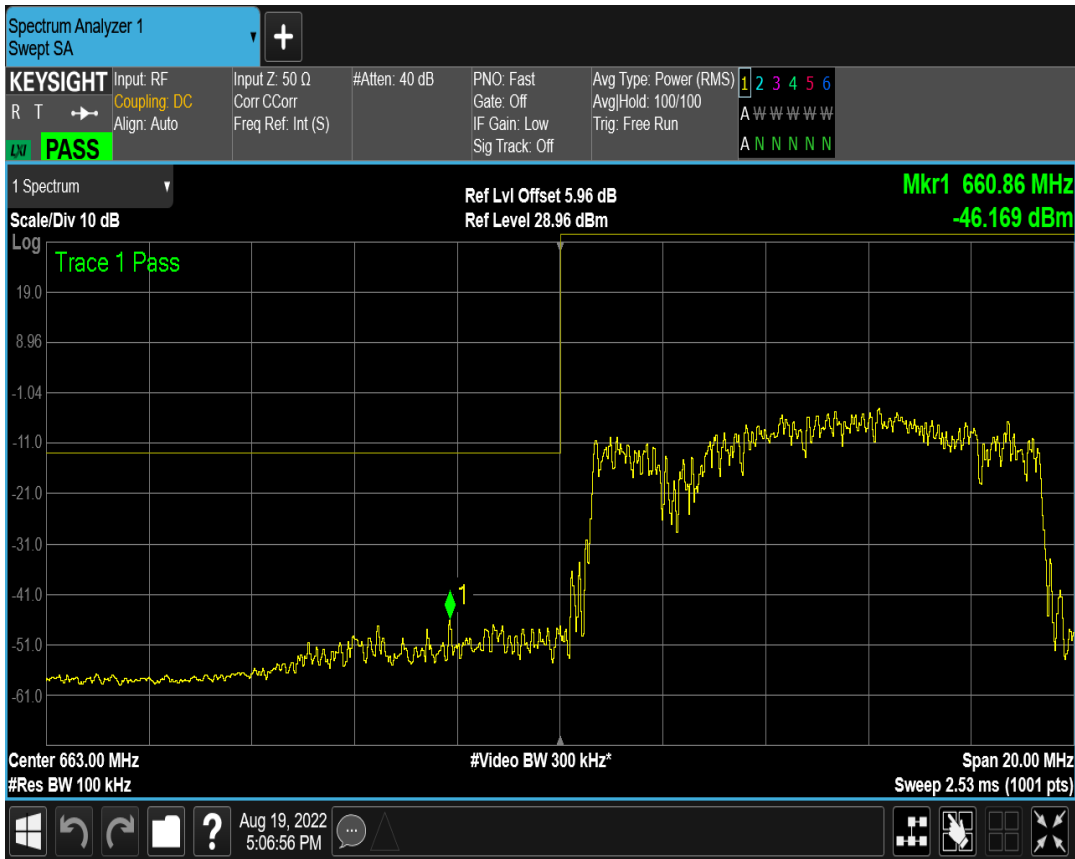 Spectrum Analyzer 1
Swept SA
+
KEYSIGHT
R T
LXI PASS
Input: RF
Coupling: DC
Align: Auto
Input Z: 50 Ω
Corr CCorr
Freq Ref: Int (S)
#Atten: 40 dB
PNO: Fast
Gate: Off
IF Gain: Low
Sig Track: Off
Avg Type: Power (RMS)
Avg|Hold: 100/100
Trig: Free Run
1 2 3 4 5 6
A W W W W W
A N N N N N
1 Spectrum
Scale/Div 10 dB
Ref Lvl Offset 5.96 dB
Ref Level 28.96 dBm
Mkr1 660.86 MHz
-46.169 dBm
Log
Trace 1 Pass
19.0
8.96
-1.04
-11.0
-21.0
-31.0
-41.0
1
-51.0
-61.0
Center 663.00 MHz
#Video BW 300 kHz*
Span 20.00 MHz
#Res BW 100 kHz
Sweep 2.53 ms (1001 pts)
?
Aug 19, 2022
5:06:56 PM